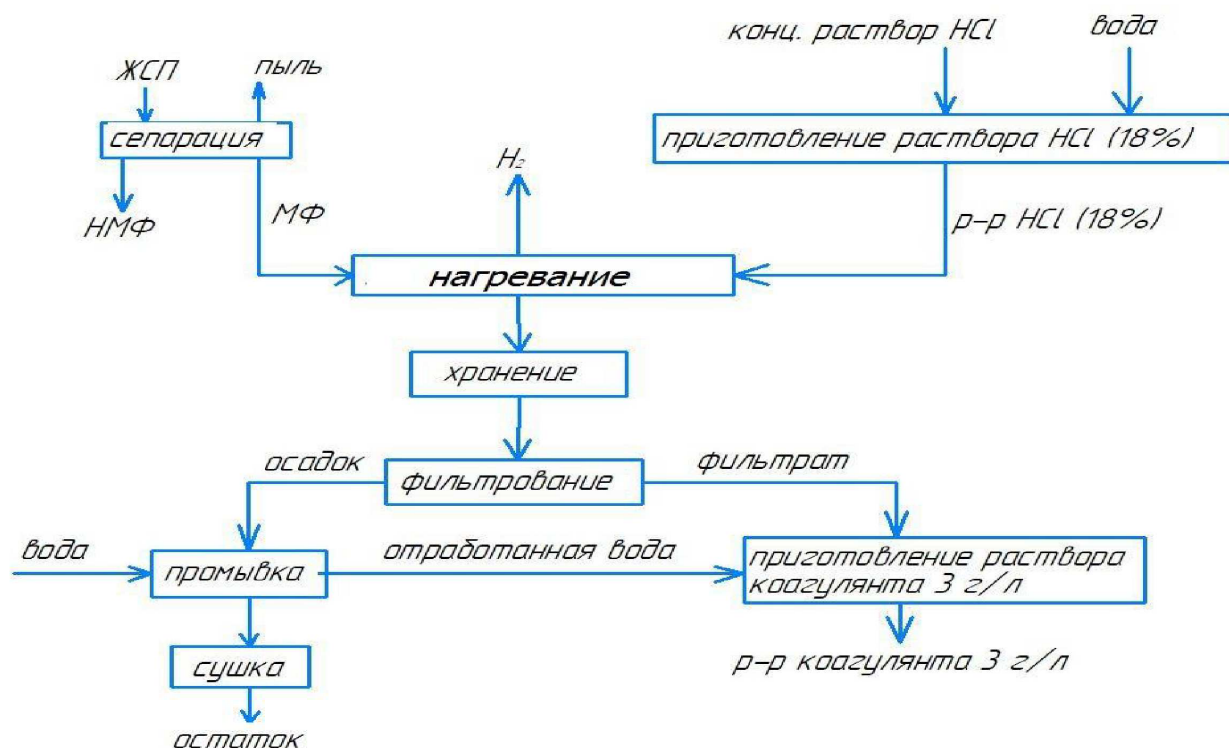 конц. раствор HCl
вода
ЖСП
пыль
сепарация
приготовление раствора HCl (18%)
H₂
НМФ
МФ
р-р HCl (18%)
нагревание
хранение
осадок
фильтрат
фильтрование
вода
отработанная вода
промывка
приготовление раствора
коагулянта 3 г/л
сушка
р-р коагулянта 3 г/л
остаток